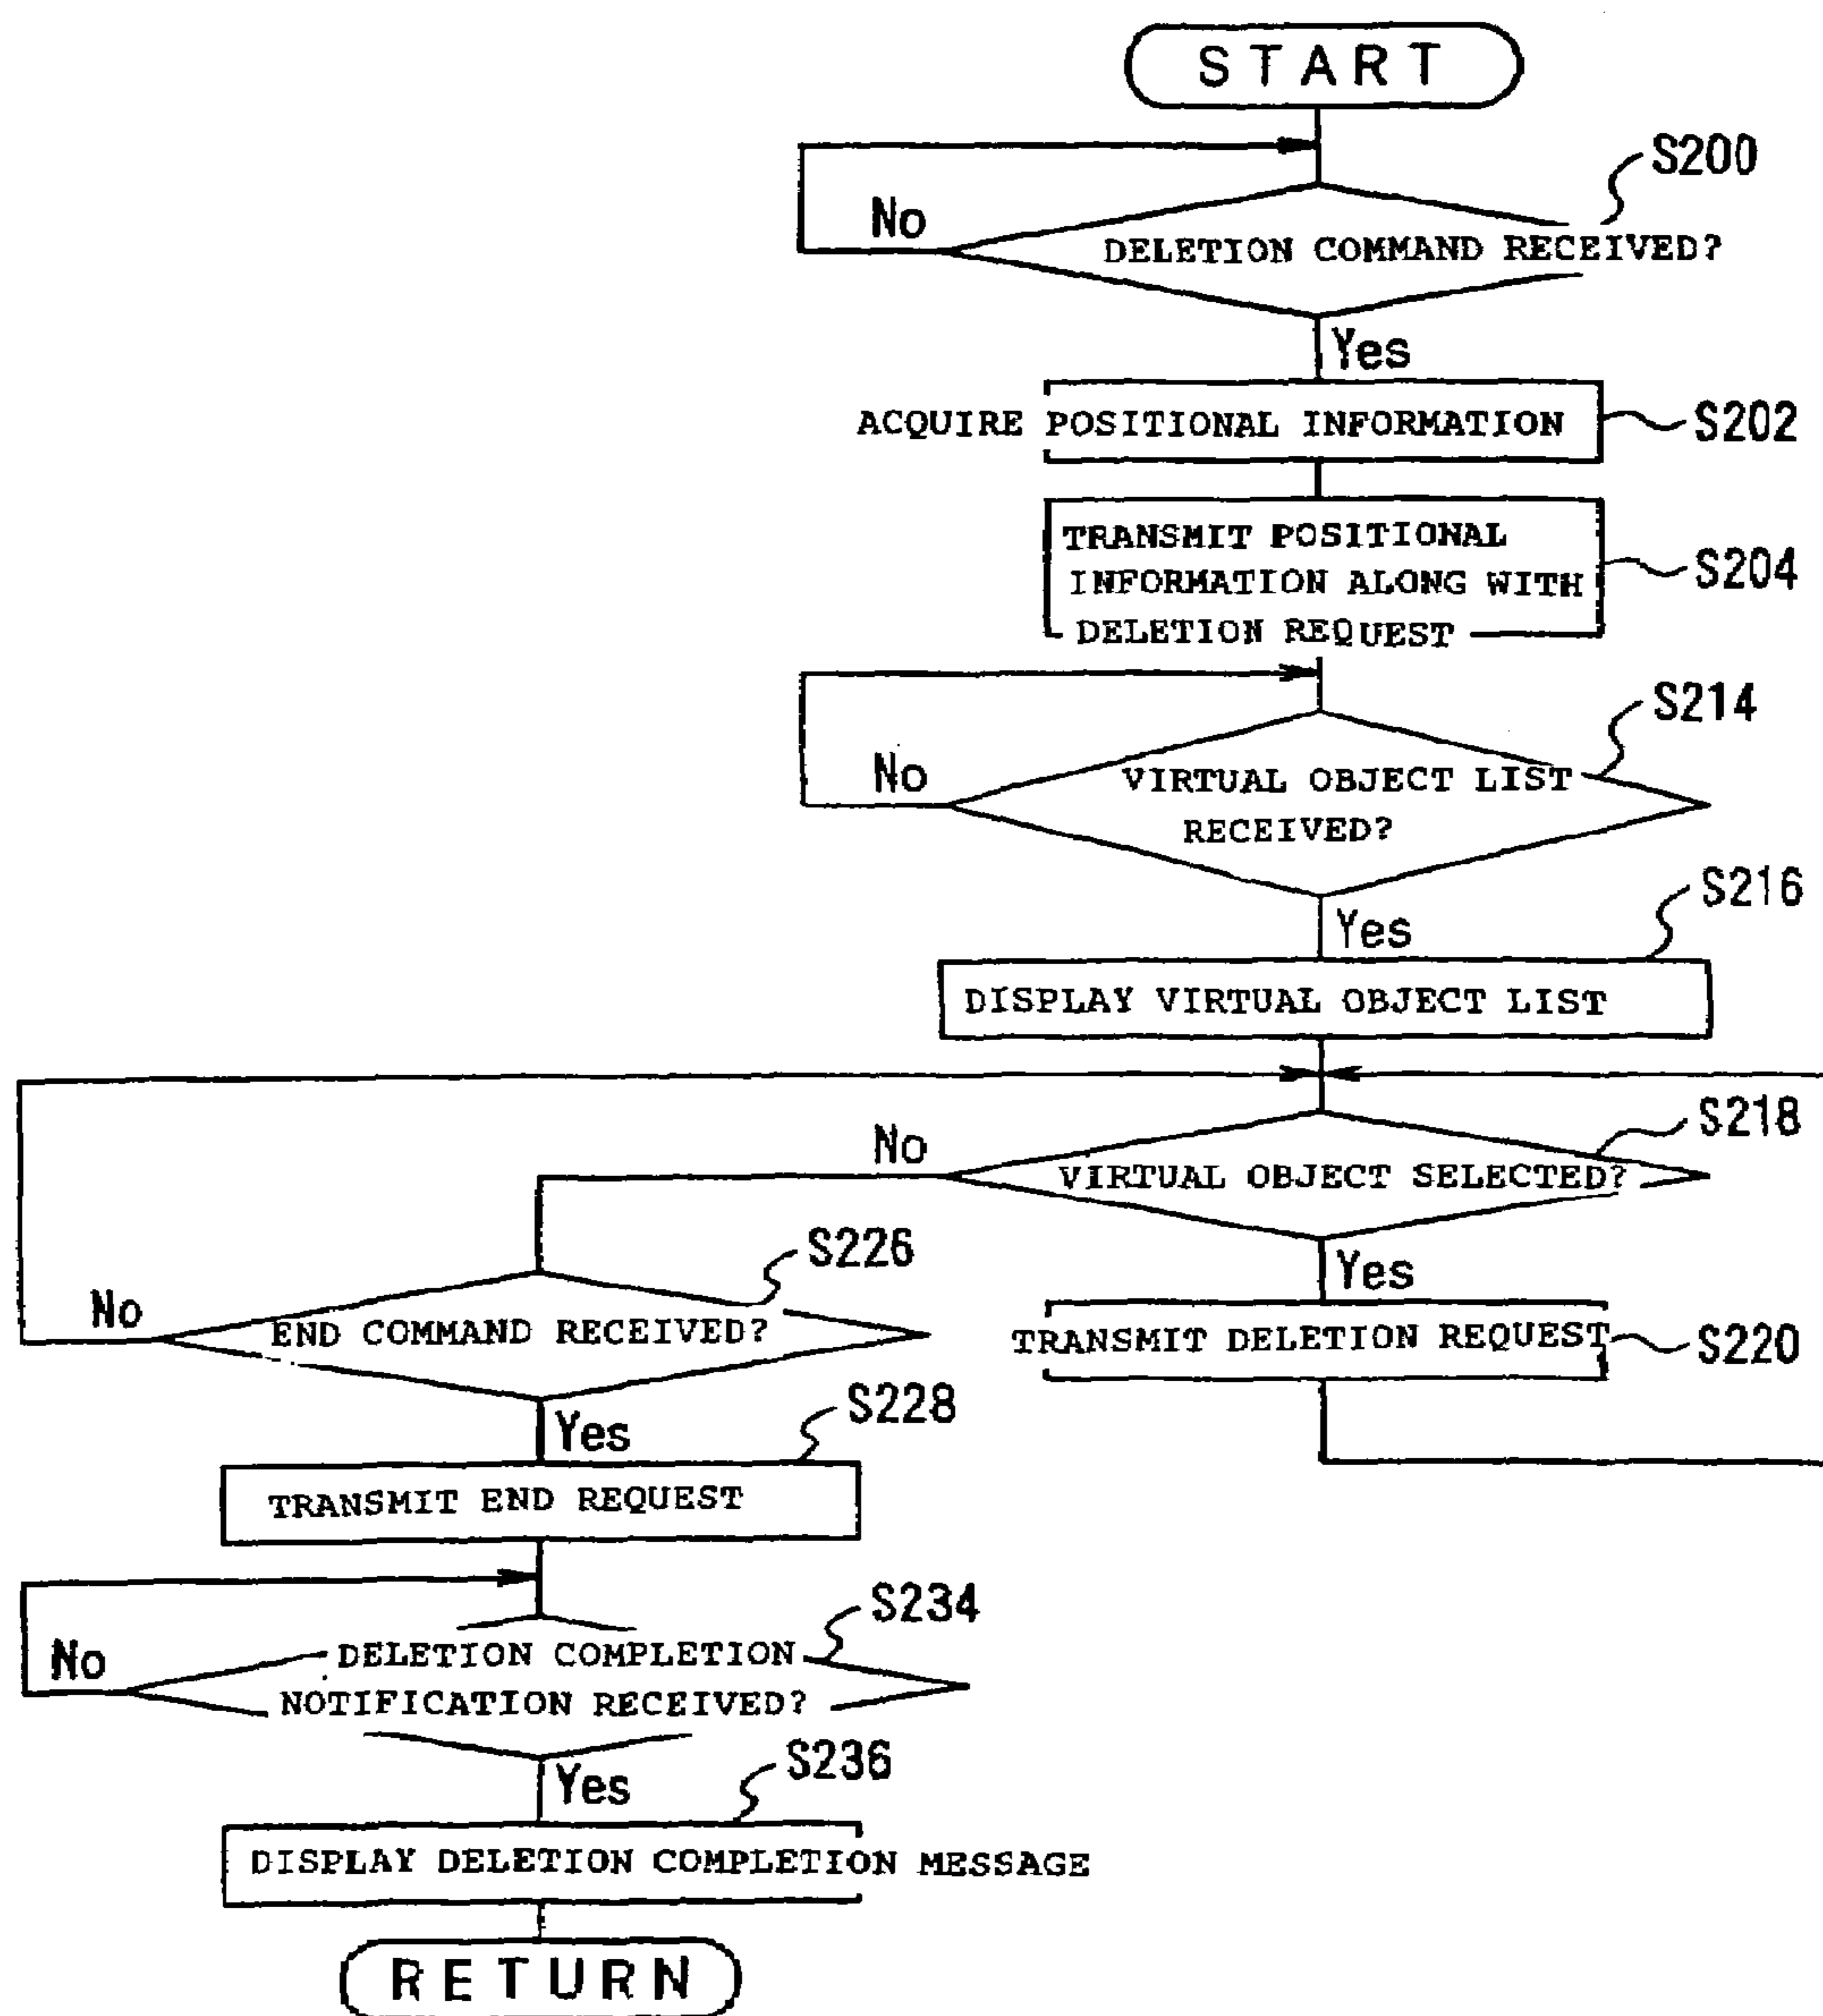 START
S200
No
DELETION COMMAND RECEIVED?
Yes
ACQUIRE POSITIONAL INFORMATION
S202
TRANSMIT POSITIONAL
INFORMATION ALONG WITH
DELETION REQUEST
S204
S214
No
VIRTUAL OBJECT LIST
RECEIVED?
Yes
S216
DISPLAY VIRTUAL OBJECT LIST
S218
No
VIRTUAL OBJECT SELECTED?
Yes
TRANSMIT DELETION REQUEST
S220
S226
No
END COMMAND RECEIVED?
Yes
S228
TRANSMIT END REQUEST
S234
No
DELETION COMPLETION
NOTIFICATION RECEIVED?
Yes
S236
DISPLAY DELETION COMPLETION MESSAGE
RETURN